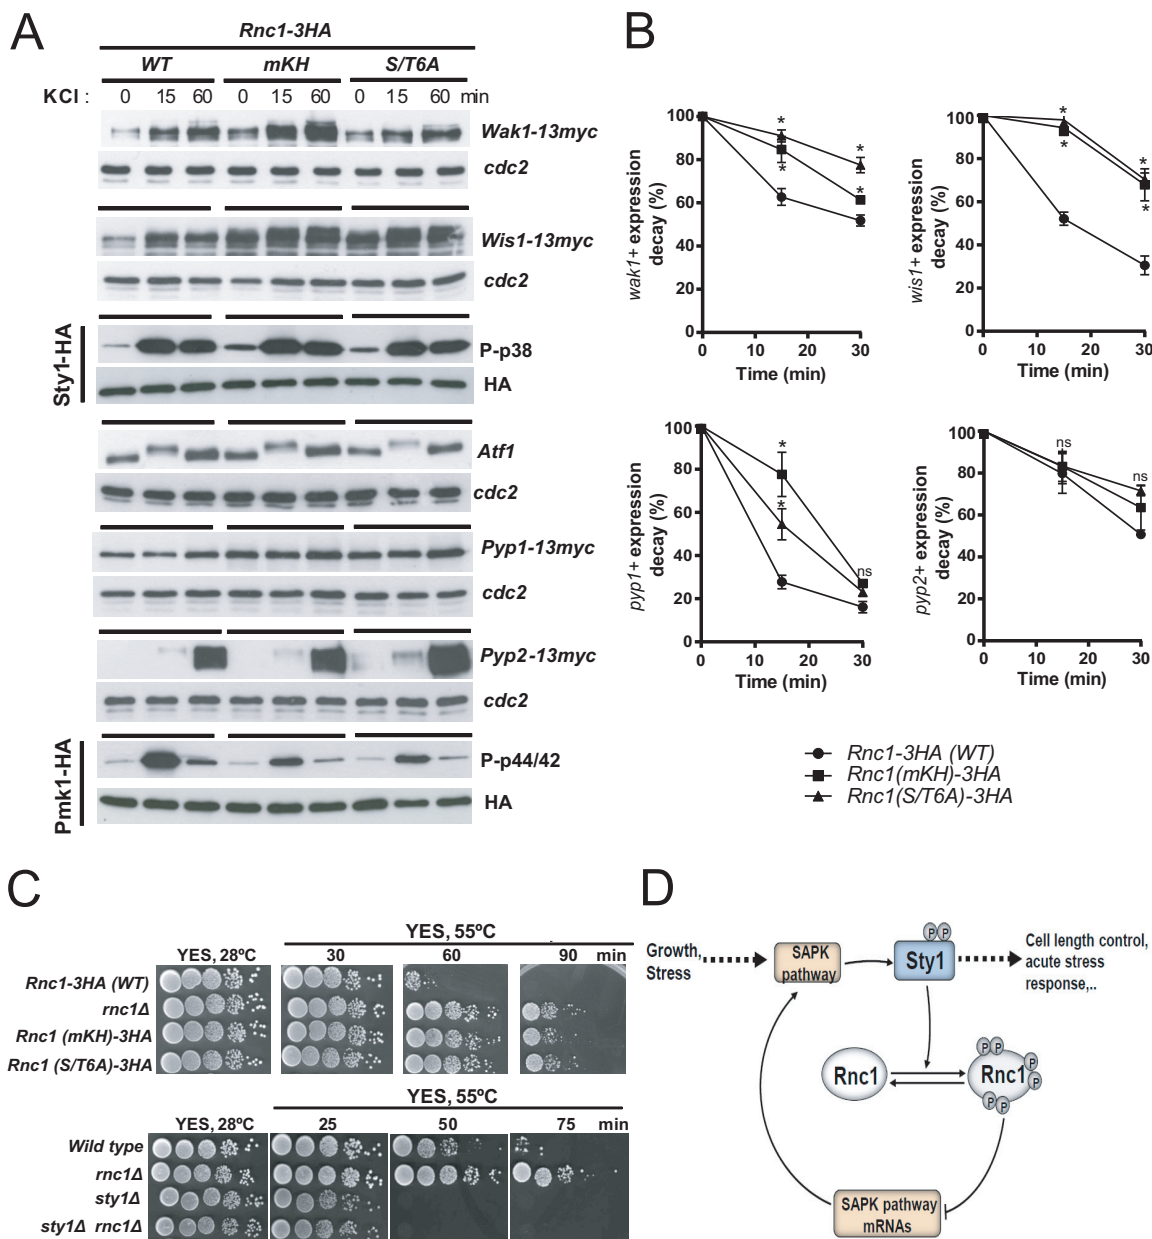 A
Rnc1-3HA
WT mKH S/T6A
KCl : 0 15 60 0 15 60 0 15 60 min
Wak1-13myc
cdc2
Wis1-13myc
cdc2
Sty1-HA
P-p38
HA
Atf1
cdc2
Pyp1-13myc
cdc2
Pyp2-13myc
cdc2
Pmk1-HA
P-p44/42
HA
B
wak1+ expression
decay (%)
100
80
60
40
20
0
* * * *
0 10 20 30
Time (min)
wis1+ expression
decay (%)
100
80
60
40
20
0
* * * *
0 10 20 30
Time (min)
pyp1+ expression
decay (%)
100
80
60
40
20
0
* * ns
0 10 20 30
Time (min)
pyp2+ expression
decay (%)
100
80
60
40
20
0
ns ns
0 10 20 30
Time (min)
Rnc1-3HA (WT)
Rnc1(mKH)-3HA
Rnc1(S/T6A)-3HA
C
YES, 55ºC
YES, 28ºC 30 60 90 min
Rnc1-3HA (WT)
rnc1Δ
Rnc1 (mKH)-3HA
Rnc1 (S/T6A)-3HA
YES, 55ºC
YES, 28ºC 25 50 75 min
Wild type
rnc1Δ
sty1Δ
sty1Δ rnc1Δ
D
Growth,
Stress
SAPK
pathway
P P
Sty1
Cell length control,
acute stress
response,..
Rnc1
P P
P
P
P P
Rnc1
SAPK pathway
mRNAs